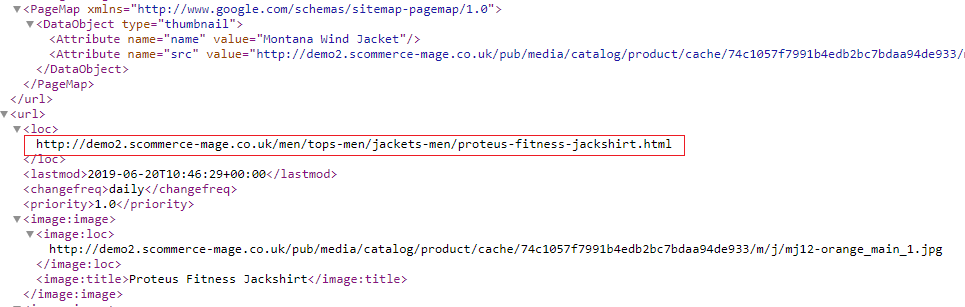 <PageMap xmlns="http://www.google.com/schemas/sitemap-pagemap/1.0">
<DataObject type="thumbnail">
<Attribute name="name" value="Montana Wind Jacket"/>
<Attribute name="src" value="http://demo2.scommerce-mage.co.uk/pub/media/catalog/product/cache/74c1057f7991b4edb2bc7bdaa94de933/
</DataObject>
</PageMap>
</url>
<url>
<loc>
http://demo2.scommerce-mage.co.uk/men/tops-men/jackets-men/proteus-fitness-jackshirt.html
</loc>
<lastmod>2019-06-20T10:46:29+00:00</lastmod>
<changefreq>daily</changefreq>
<priority>1.0</priority>
<image:image>
<image:loc>
http://demo2.scommerce-mage.co.uk/pub/media/catalog/product/cache/74c1057f7991b4edb2bc7bdaa94de933/m/j/mj12-orange_main_1.jpg
</image:loc>
<image:title>Proteus Fitness Jackshirt</image:title>
</image:image>